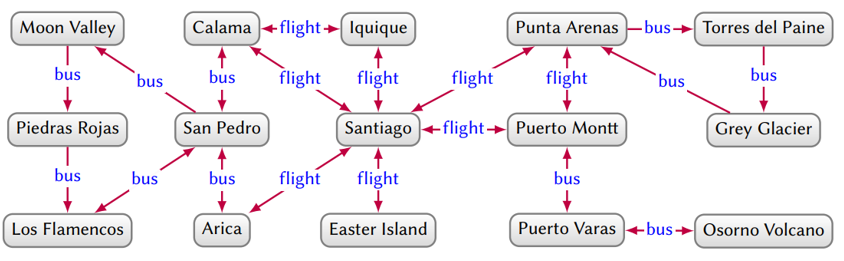 Moon Valley
Calama
flight
Iquique
Punta Arenas
bus
Torres del Paine
bus
bus
bus
flight
flight
flight
flight
bus
bus
Piedras Rojas
San Pedro
Santiago
flight
Puerto Montt
Grey Glacier
bus
bus
bus
flight
flight
bus
Los Flamencos
Arica
Easter Island
Puerto Varas
bus
Osorno Volcano